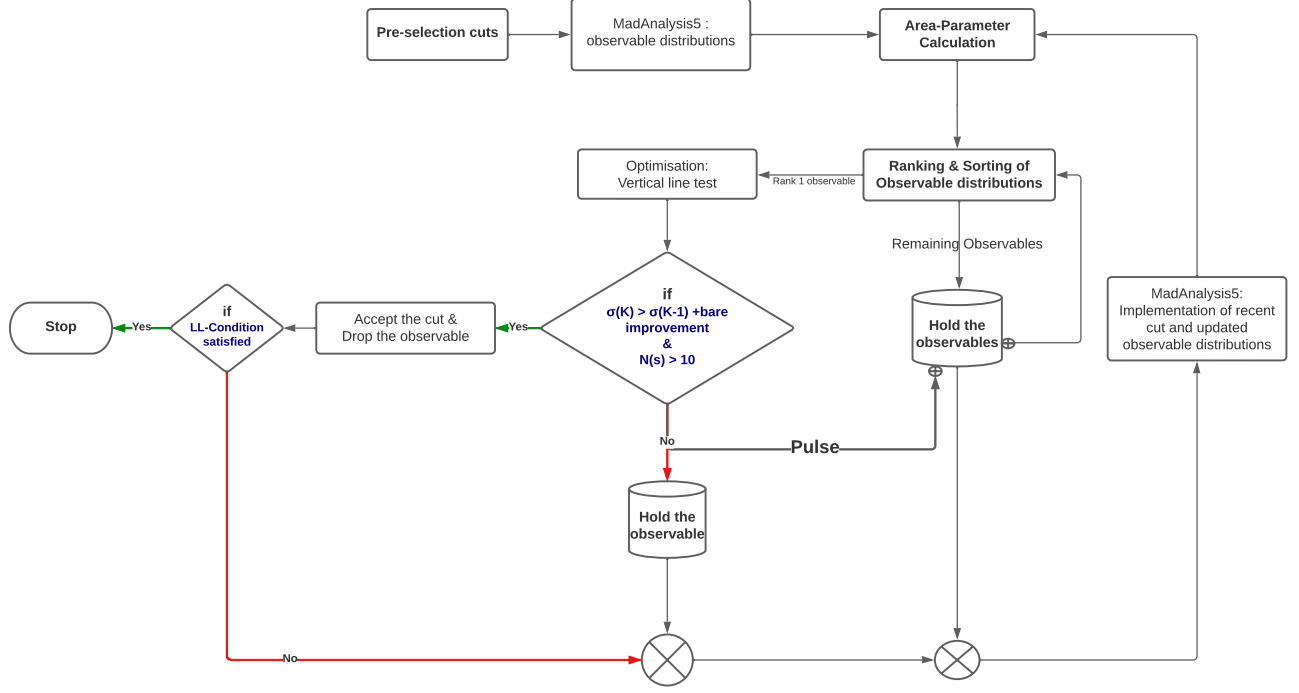 Pre-selection cuts
MadAnalysis5 :
observable distributions
Area-Parameter
Calculation
Optimisation:
Vertical line test
Rank 1 observable
Ranking & Sorting of
Observable distributions
Remaining Observables
Stop
Yes
if
LL-Condition
satisfied
Accept the cut &
Drop the observable
Yes
if
σ(K) > σ(K-1) +bare
improvement
&
N(s) > 10
Hold the
observables
MadAnalysis5:
Implementation of recent
cut and updated
observable distributions
No
Pulse
Hold the
observable
No